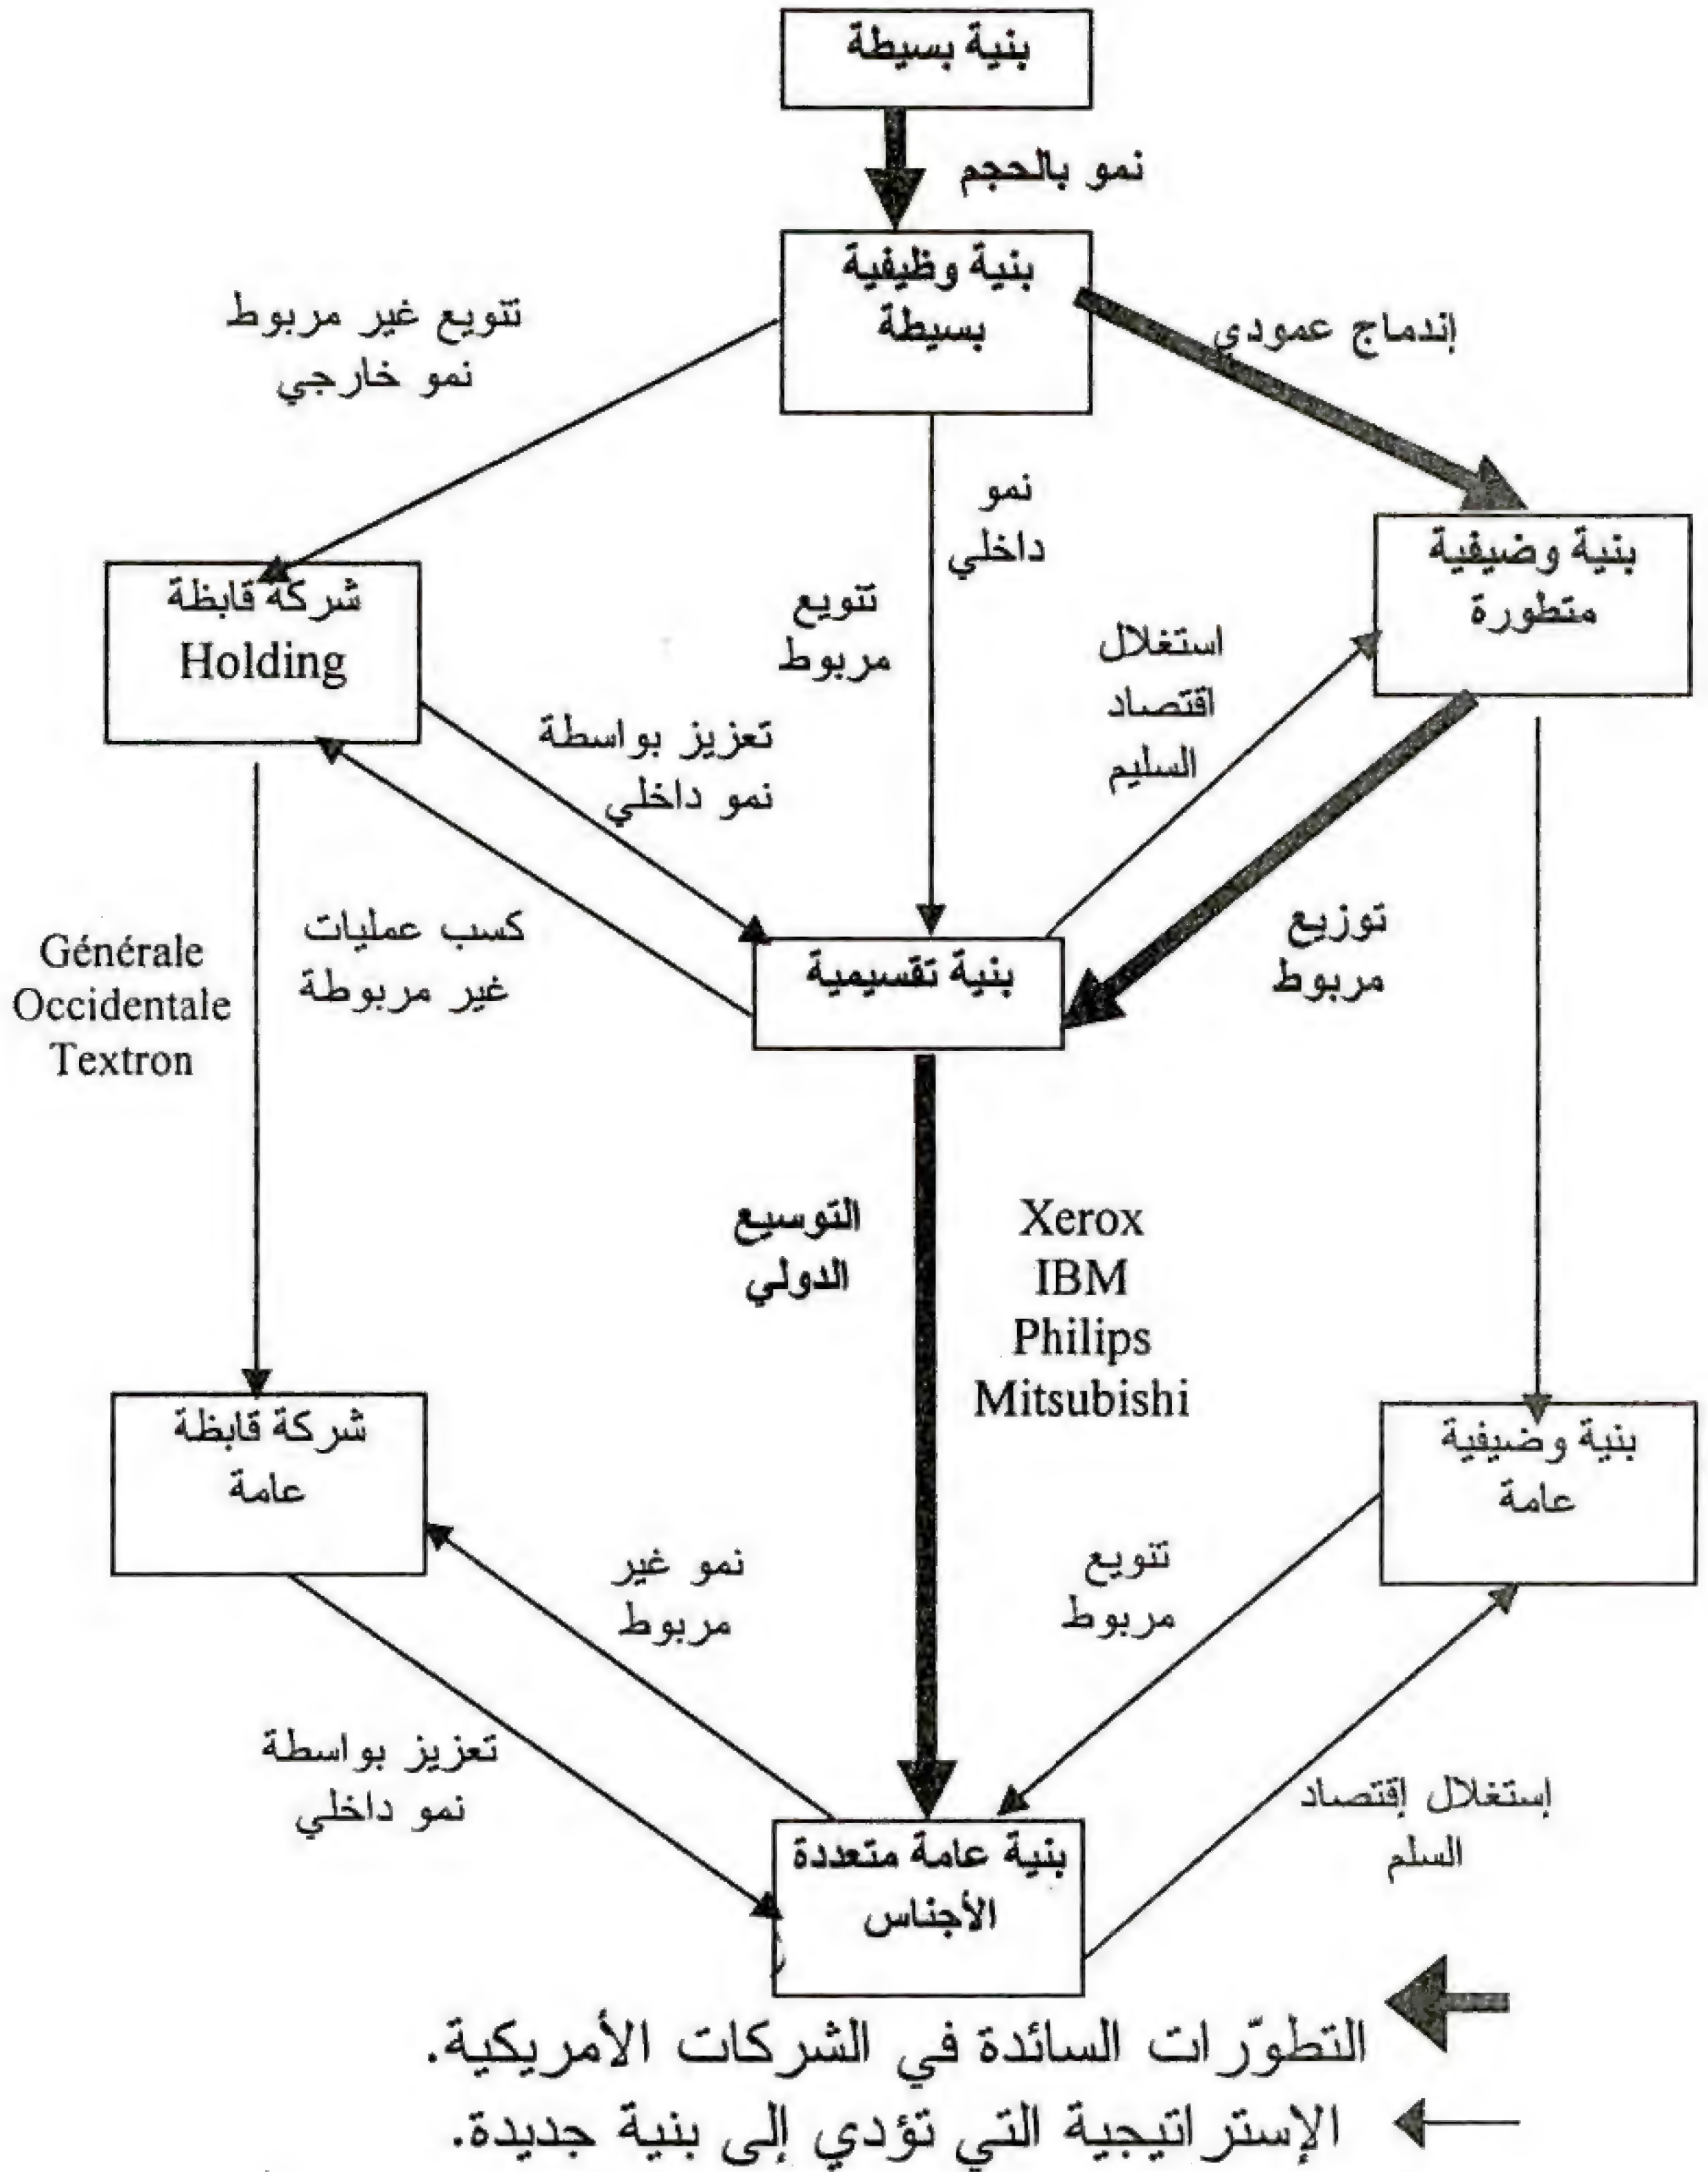 بنية بسيطة
نمو بالحجم
بنية وظيفية
بسيطة
إندماج عمودي
تنويع غير مربوط
نمو خارجي
نمو
داخلي
تنويع
مربوط
بنية وضيفية
متطورة
شركة قابظة
Holding
استغلال
اقتصاد
السليم
تعزيز بواسطة
نمو داخلي
توزيع
مربوط
بنية تقسيمية
كسب عمليات
غير مربوطة
Générale
Occidentale
Textron
التوسيع
الدولي
Xerox
IBM
Philips
Mitsubishi
بنية وضيفية
عامة
شركة قابظة
عامة
تنويع
مربوط
نمو غير
مربوط
إستغلال إقتصاد
السلم
تعزيز بواسطة
نمو داخلي
بنية عامة متعددة
الأجناس
التطوّرات السائدة في الشركات الأمريكية.
الإستراتيجية التي تؤدي إلى بنية جديدة.